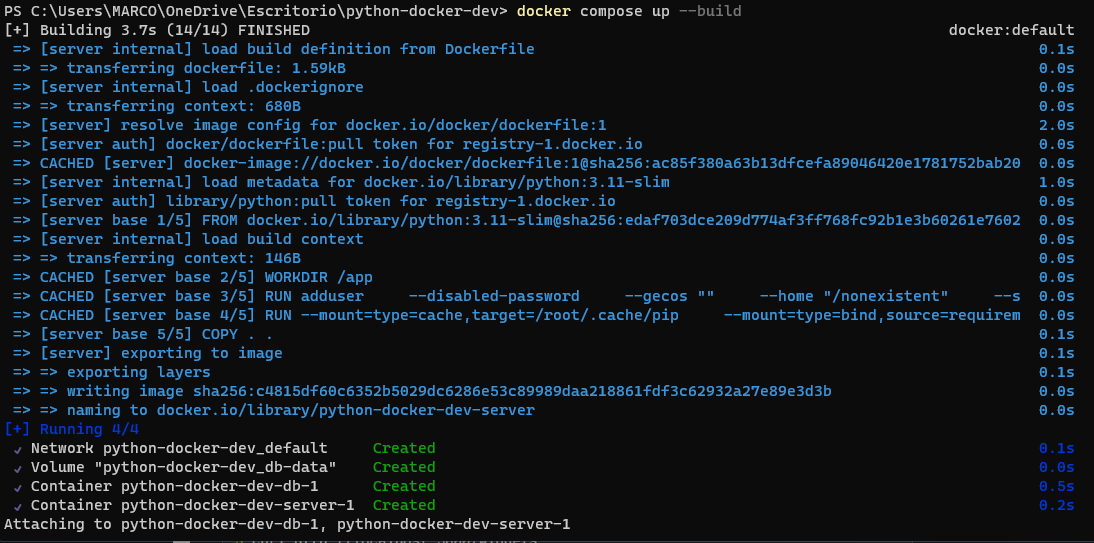 PS C:\Users\MARCO\OneDrive\Escritorio\python-docker-dev> docker compose up --build
[+] Building 3.7s (14/14) FINISHED docker:default
=> [server internal] load build definition from Dockerfile 0.1s
=> => transferring dockerfile: 1.59kB 0.0s
=> [server internal] load .dockerignore 0.0s
=> => transferring context: 680B 0.0s
=> [server] resolve image config for docker.io/docker/dockerfile:1 2.0s
=> [server auth] docker/dockerfile:pull token for registry-1.docker.io 0.0s
=> CACHED [server] docker-image://docker.io/docker/dockerfile:1@sha256:ac85f380a63b13dfcefa89046420e1781752bab20 0.0s
=> [server internal] load metadata for docker.io/library/python:3.11-slim 1.0s
=> [server auth] library/python:pull token for registry-1.docker.io 0.0s
=> [server base 1/5] FROM docker.io/library/python:3.11-slim@sha256:edaf703dce209d774af3ff768fc92b1e3b60261e7602 0.0s
=> [server internal] load build context 0.0s
=> => transferring context: 146B 0.0s
=> CACHED [server base 2/5] WORKDIR /app 0.0s
=> CACHED [server base 3/5] RUN adduser --disabled-password --gecos "" --home "/nonexistent" --s 0.0s
=> CACHED [server base 4/5] RUN --mount=type=cache,target=/root/.cache/pip --mount=type=bind,source=requirem 0.0s
=> [server base 5/5] COPY . . 0.1s
=> [server] exporting to image 0.1s
=> => exporting layers 0.1s
=> => writing image sha256:c4815df60c6352b5029dc6286e53c89989daa218861fdf3c62932a27e89e3d3b 0.0s
=> => naming to docker.io/library/python-docker-dev-server 0.0s
[+] Running 4/4
✓ Network python-docker-dev_default Created 0.1s
✓ Volume "python-docker-dev_db-data" Created 0.0s
✓ Container python-docker-dev-db-1 Created 0.5s
✓ Container python-docker-dev-server-1 Created 0.2s
Attaching to python-docker-dev-db-1, python-docker-dev-server-1